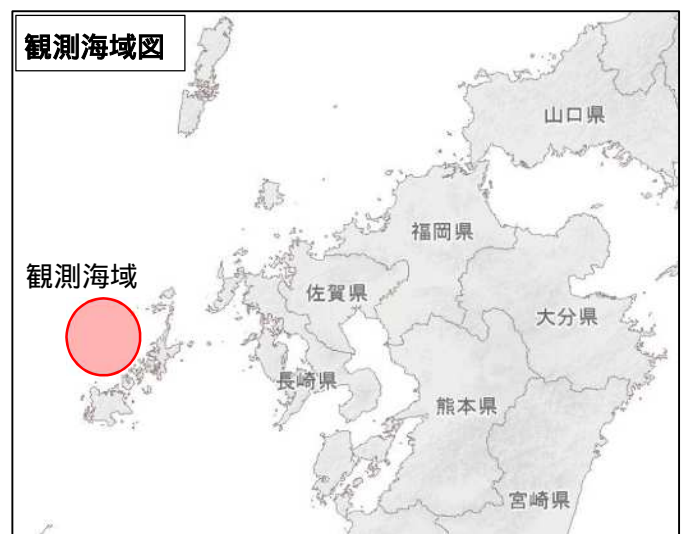 観測海域図
山口県
福岡県
観測海域
佐賀県
大分県
長崎県
熊本県
宮崎県